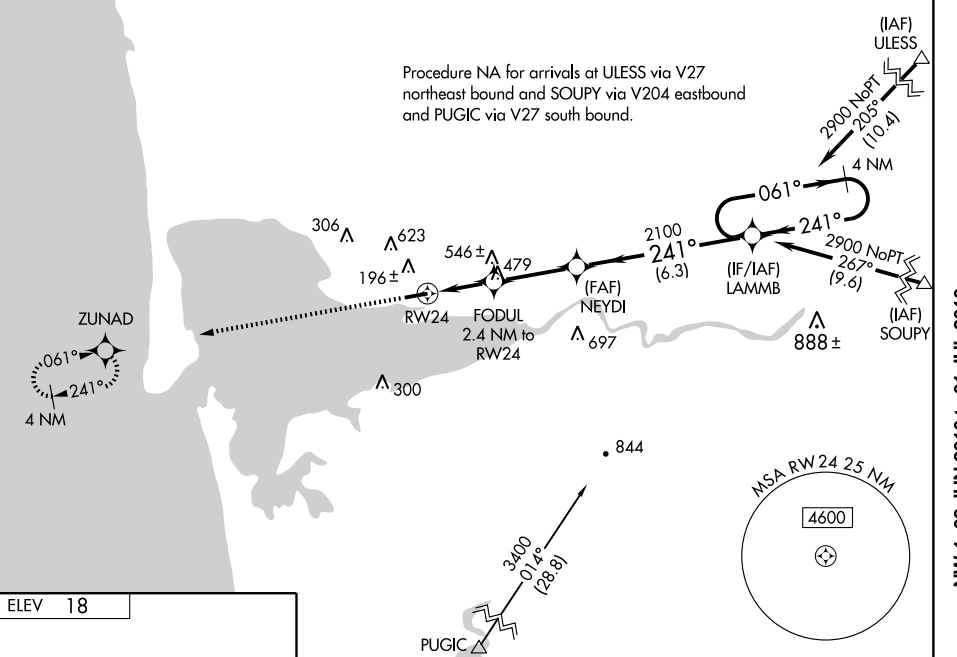 (IAF)
ULESS
Procedure NA for arrivals at ULESS via V27
northeast bound and SOUPY via V204 eastbound
and PUGIC via V27 south bound.
2900 NoPT
205°
(10.4)
4 NM
061°
241°
2100
241°
(6.3)
2900 NoPT
267°
(9.6)
(IF/IAF)
LAMMB
(IAF)
SOUPY
306
623
196±
546±
479
(FAF)
NEYDI
RW24
FODUL
2.4 NM to
RW24
697
888±
ZUNAD
061°
241°
4 NM
300
844
MSA RW24 25 NM
4600
3400
014°
(28.8)
ELEV 18
PUGIC